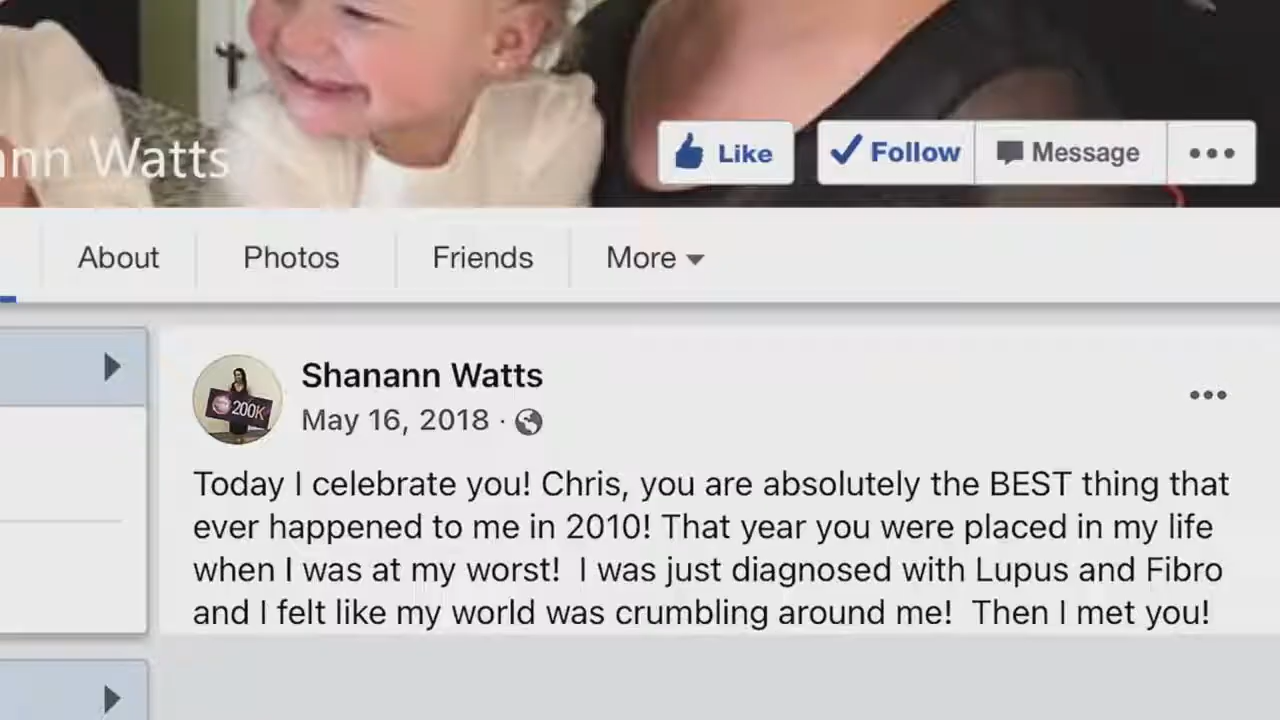 ann Watts
Like
Follow
Message
About
Photos
Friends
More
Shanann Watts
May 16, 2018 ·
200K
Today I celebrate you! Chris, you are absolutely the BEST thing that
ever happened to me in 2010! That year you were placed in my life
when I was at my worst!  I was just diagnosed with Lupus and Fibro
and I felt like my world was crumbling around me!  Then I met you!